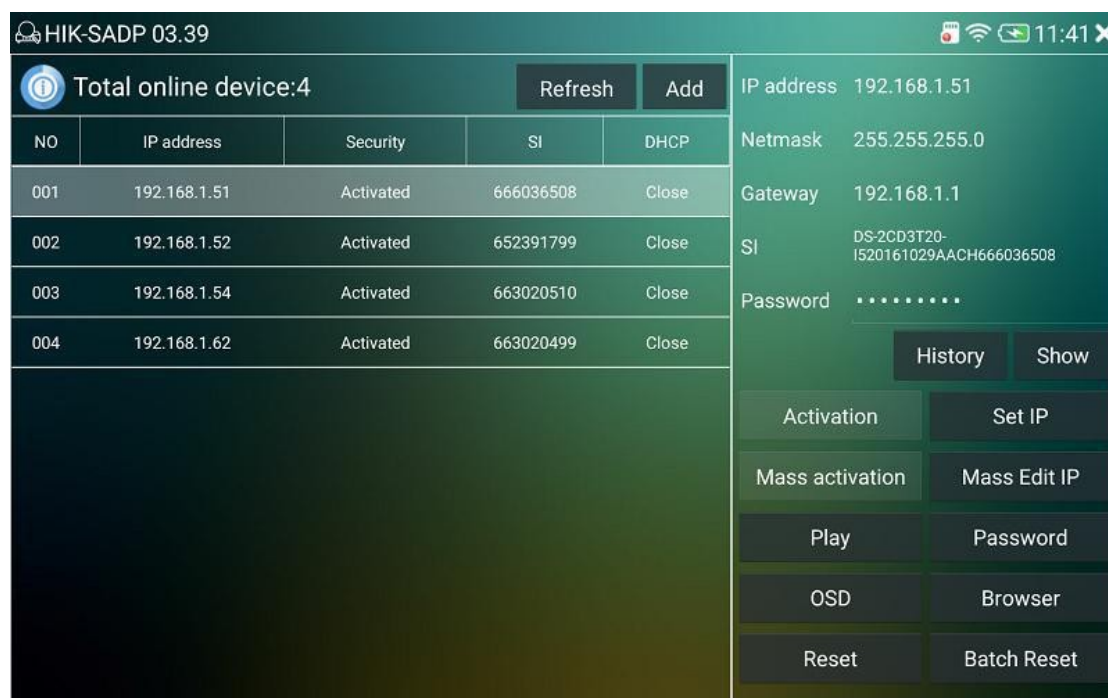 HIK-SADP 03.39
11:41
Total online device:4
Refresh
Add
NO IP address Security SI DHCP
001 192.168.1.51 Activated 666036508 Close
002 192.168.1.52 Activated 652391799 Close
003 192.168.1.54 Activated 663020510 Close
004 192.168.1.62 Activated 663020499 Close
IP address 192.168.1.51
Netmask 255.255.255.0
Gateway 192.168.1.1
SI DS-2CD3T20-
I520161029AACH666036508
Password •••••••••
History Show
Activation Set IP
Mass activation Mass Edit IP
Play Password
OSD Browser
Reset Batch Reset